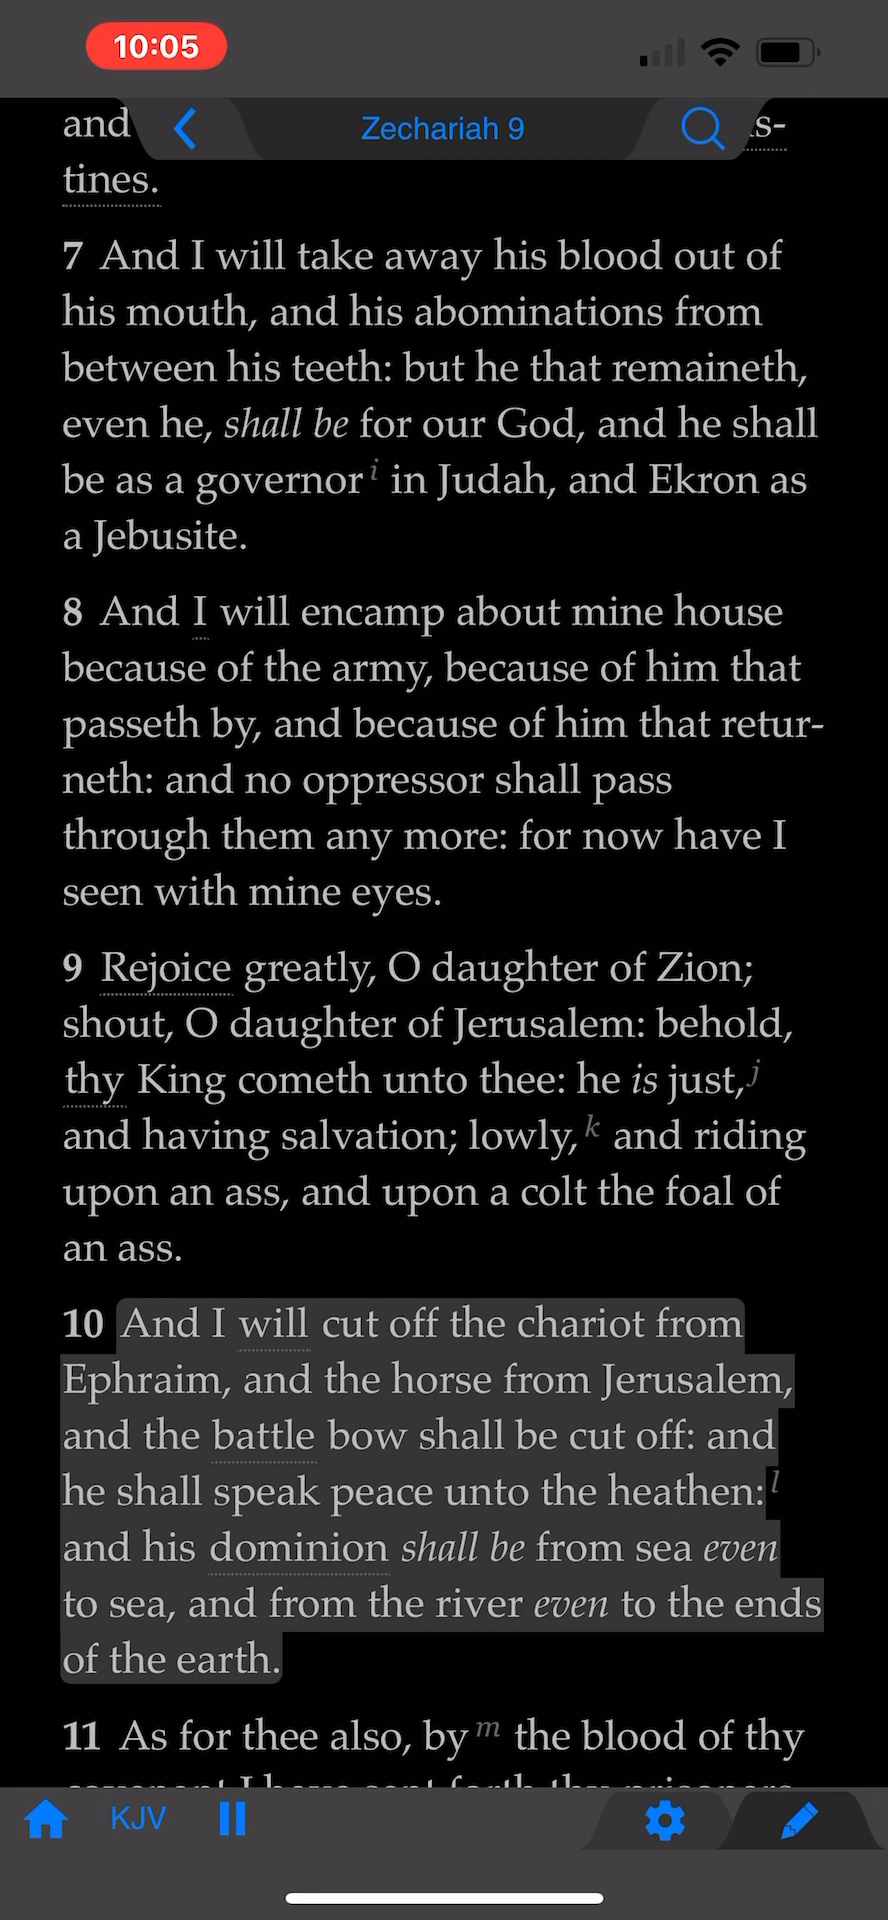 10:05
Zechariah 9
and s-
tines.
7 And I will take away his blood out of
his mouth, and his abominations from
between his teeth: but he that remaineth,
even he, shall be for our God, and he shall
be as a governor i in Judah, and Ekron as
a Jebusite.
8 And I will encamp about mine house
because of the army, because of him that
passeth by, and because of him that retur-
neth: and no oppressor shall pass
through them any more: for now have I
seen with mine eyes.
9 Rejoice greatly, O daughter of Zion;
shout, O daughter of Jerusalem: behold,
thy King cometh unto thee: he is just, j
and having salvation; lowly, k and riding
upon an ass, and upon a colt the foal of
an ass.
10 And I will cut off the chariot from
Ephraim, and the horse from Jerusalem,
and the battle bow shall be cut off: and
he shall speak peace unto the heathen: l
and his dominion shall be from sea even
to sea, and from the river even to the ends
of the earth.
11 As for thee also, by m the blood of thy
covenant I have sent forth thy prisoners
KJV